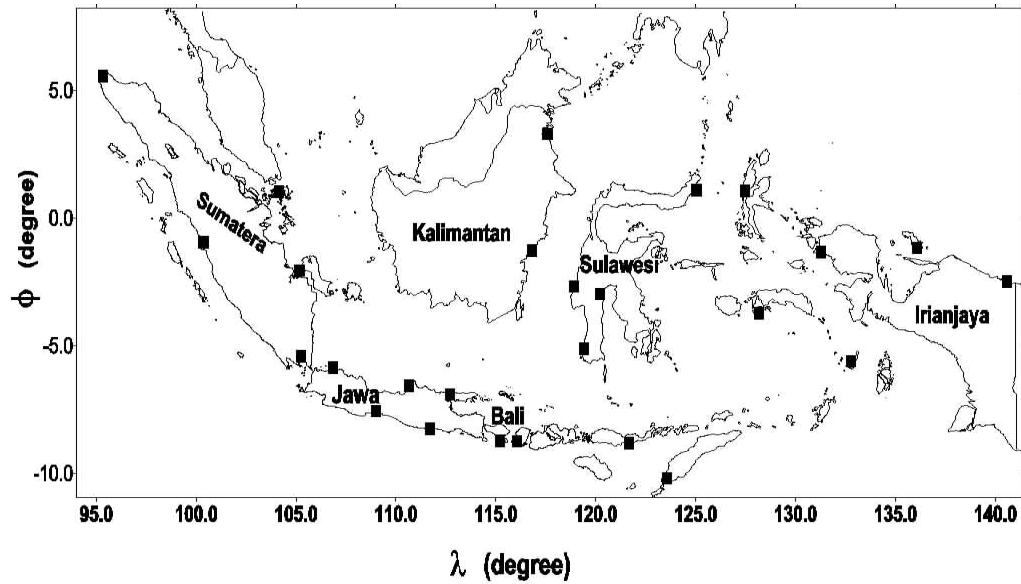 5.0
0.0
-5.0
-10.0
ϕ (degree)
Sumatera
Kalimantan
Sulawesi
Irianjaya
Jawa
Bali
95.0 100.0 105.0 110.0 115.0 120.0 125.0 130.0 135.0 140.0
λ (degree)